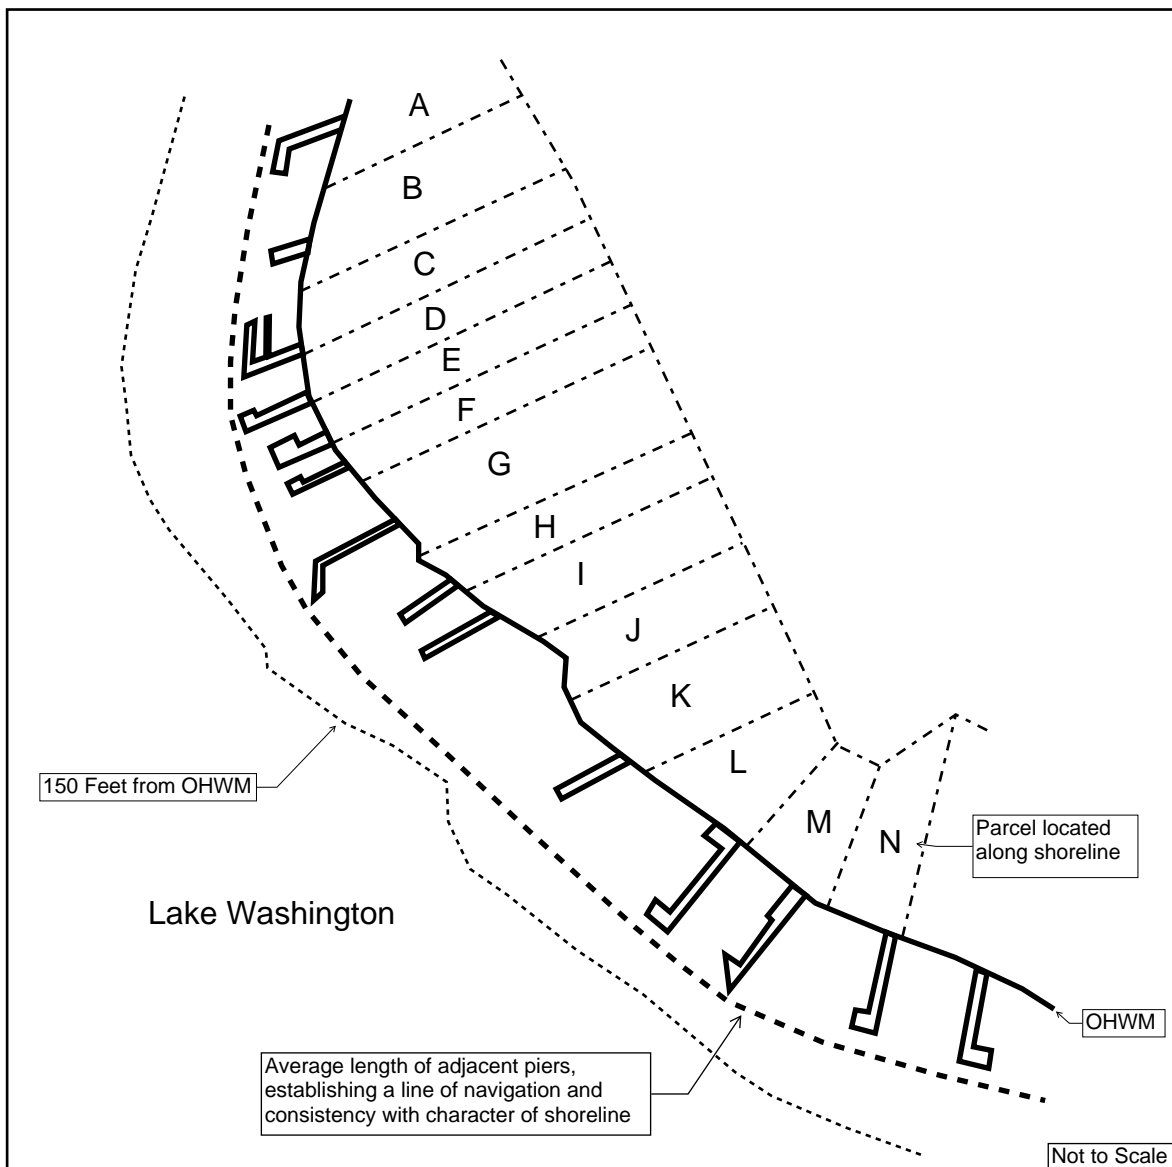 A
B
C
D
E
F
G
H
I
J
K
L
M
N
150 Feet from OHWM
Parcel located
along shoreline
Lake Washington
OHWM
Average length of adjacent piers,
establishing a line of navigation and
consistency with character of shoreline
Not to Scale